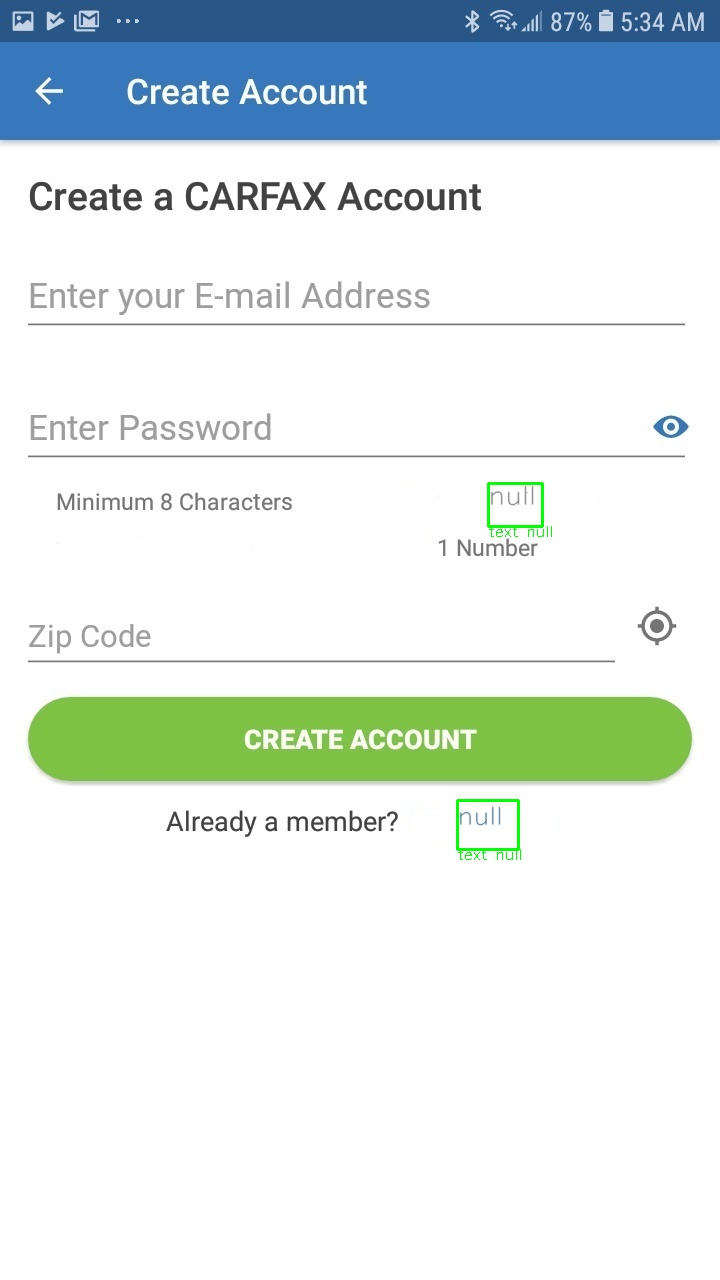 87% 5:34 AM
Create Account
Create a CARFAX Account
Enter your E-mail Address
Enter Password
Minimum 8 Characters
null
text null
1 Number
Zip Code
CREATE ACCOUNT
Already a member? null
text null